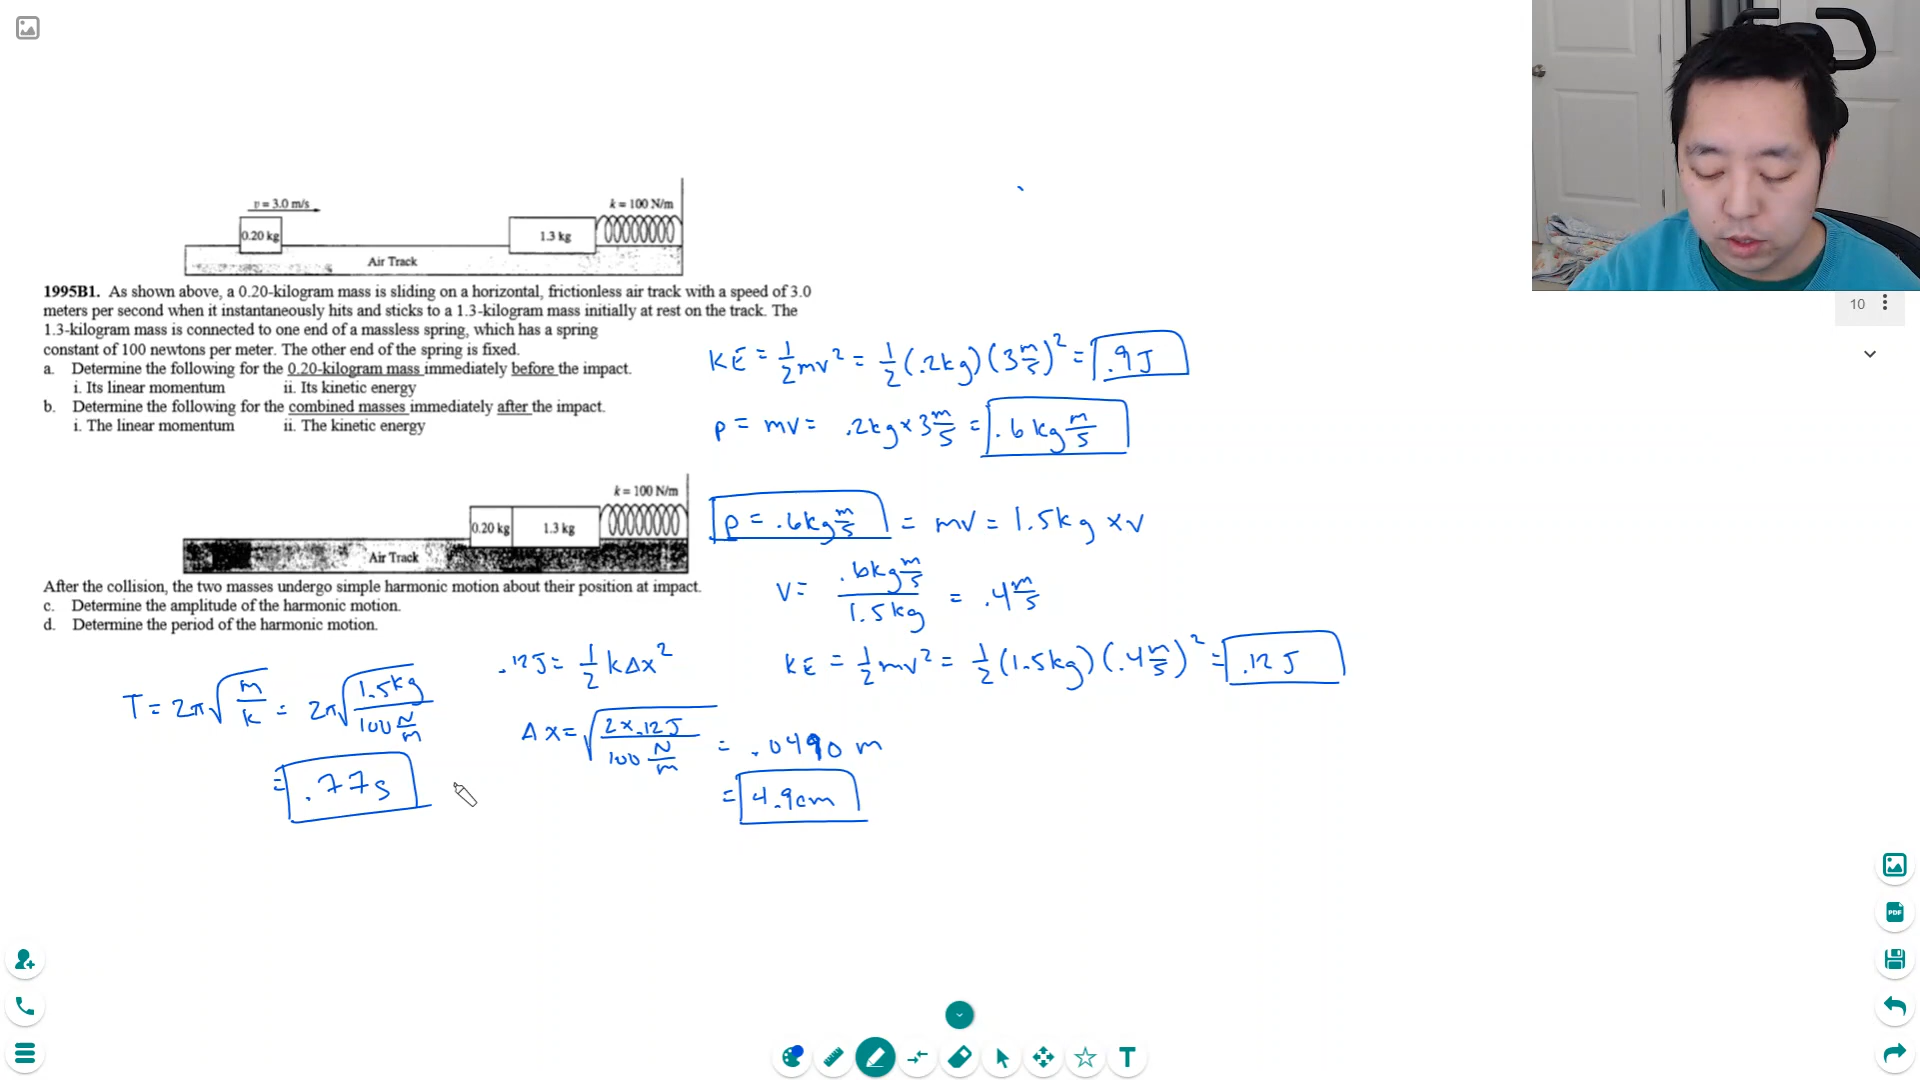 v = 3.0 m/s
k = 100 N/m
0.20 kg
1.3 kg
Air Track
1995B1. As shown above, a 0.20-kilogram mass is sliding on a horizontal, frictionless air track with a speed of 3.0
meters per second when it instantaneously hits and sticks to a 1.3-kilogram mass initially at rest on the track. The
1.3-kilogram mass is connected to one end of a massless spring, which has a spring
constant of 100 newtons per meter. The other end of the spring is fixed.
a. Determine the following for the 0.20-kilogram mass immediately before the impact.
i. Its linear momentum ii. Its kinetic energy
b. Determine the following for the combined masses immediately after the impact.
i. The linear momentum ii. The kinetic energy
10
KE = 1/2 mv² = 1/2 (.2kg)(3 m/s)² = .9J
p = mv = .2kg × 3 m/s = .6 kg m/s
k = 100 N/m
0.20 kg
1.3 kg
Air Track
p = .6kg m/s = mv = 1.5kg × v
v = .6kg m/s / 1.5kg = .4 m/s
KE = 1/2 mv² = 1/2 (1.5kg)(.4 m/s)² = .12 J
After the collision, the two masses undergo simple harmonic motion about their position at impact.
c. Determine the amplitude of the harmonic motion.
d. Determine the period of the harmonic motion.
T = 2π√(m/k) = 2π√(1.5kg / 100 N/m)
= .77s
.12J = 1/2 kΔx²
Δx = √(2×.12J / 100 N/m) = .0490 m
= 4.9cm
PDF
T